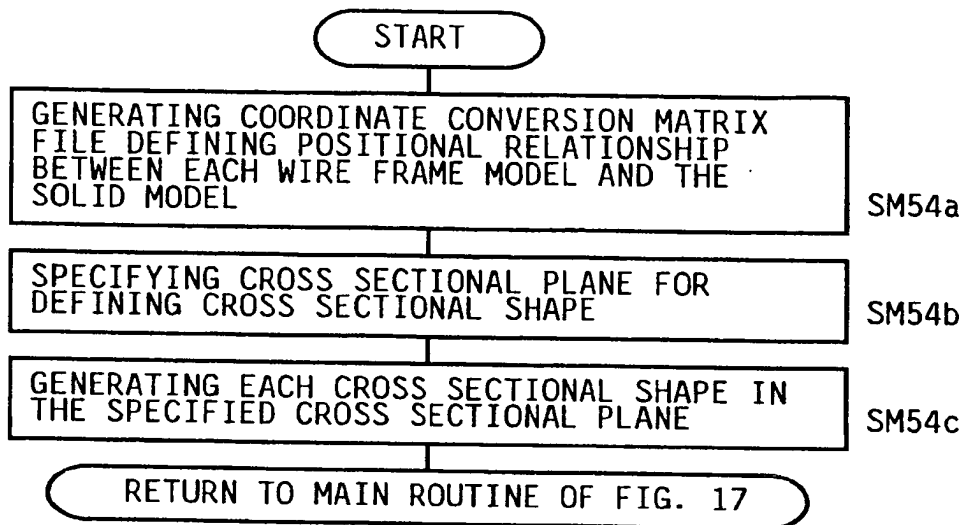 START
GENERATING COORDINATE CONVERSION MATRIX
FILE DEFINING POSITIONAL RELATIONSHIP
BETWEEN EACH WIRE FRAME MODEL AND THE
SOLID MODEL
SM54a
SPECIFYING CROSS SECTIONAL PLANE FOR
DEFINING CROSS SECTIONAL SHAPE
SM54b
GENERATING EACH CROSS SECTIONAL SHAPE IN
THE SPECIFIED CROSS SECTIONAL PLANE
SM54c
RETURN TO MAIN ROUTINE OF FIG. 17